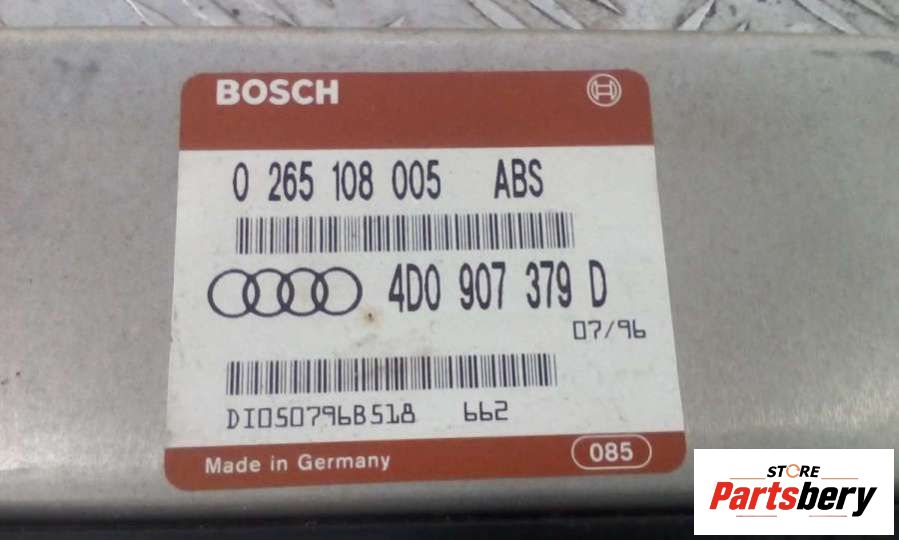 BOSCH
0 265 108 005 ABS
4D0 907 379 D
07/96
DI050796B518 662
Made in Germany
085
STORE
Partsbery